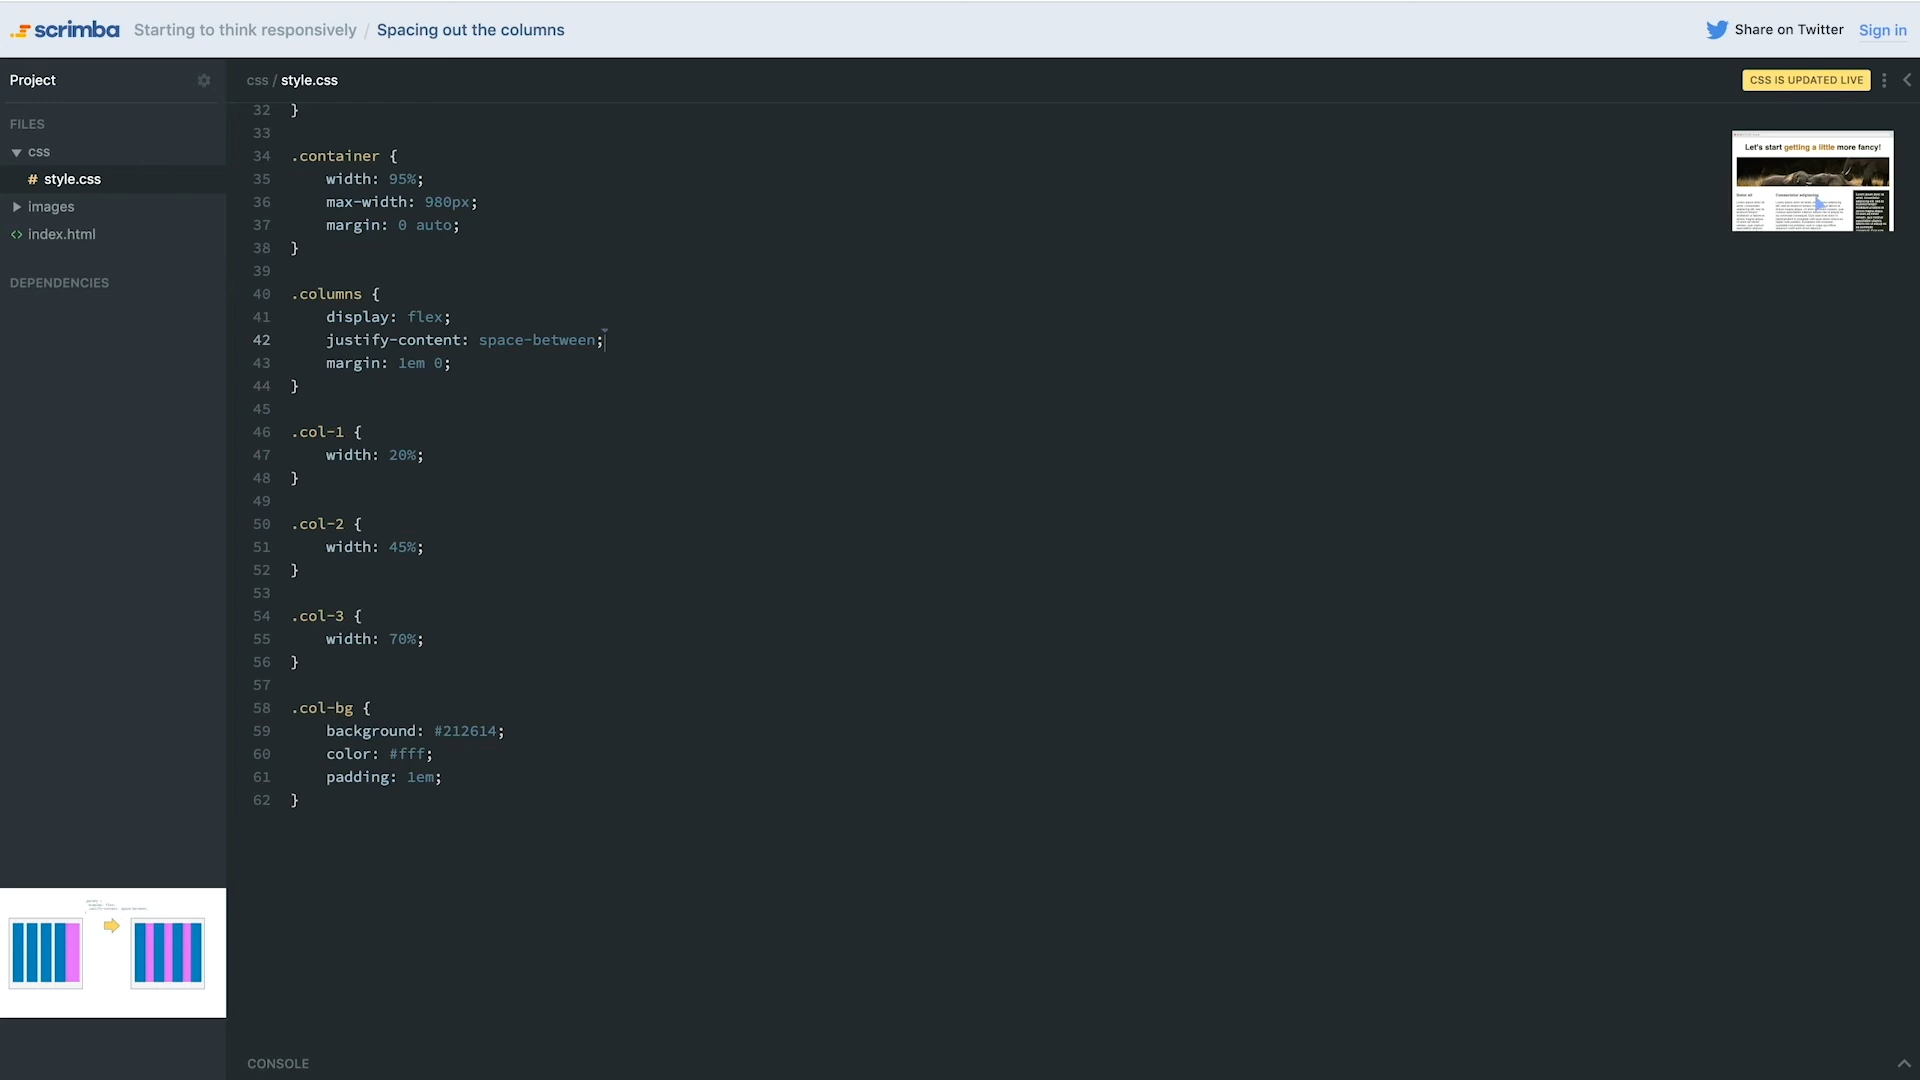 scrimba Starting to think responsively / Spacing out the columns
Share on Twitter Sign in
Project
css / style.css
CSS IS UPDATED LIVE
FILES
css
# style.css
images
<> index.html
DEPENDENCIES
32 }
33
34 .container {
35 width: 95%;
36 max-width: 980px;
37 margin: 0 auto;
38 }
39
40 .columns {
41 display: flex;
42 justify-content: space-between;
43 margin: 1em 0;
44 }
45
46 .col-1 {
47 width: 20%;
48 }
49
50 .col-2 {
51 width: 45%;
52 }
53
54 .col-3 {
55 width: 70%;
56 }
57
58 .col-bg {
59 background: #212614;
60 color: #fff;
61 padding: 1em;
62 }
Let's start getting a little more fancy!
CONSOLE